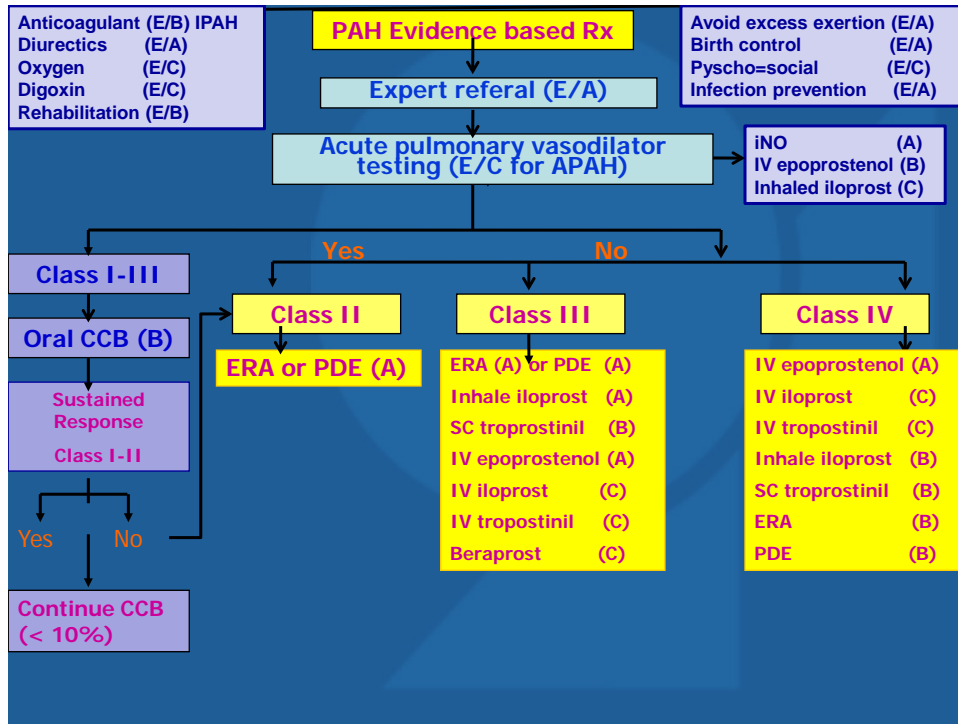 Anticoagulant (E/B) IPAH
Diurectics (E/A)
Oxygen (E/C)
Digoxin (E/C)
Rehabilitation (E/B)
PAH Evidence based Rx
Avoid excess exertion (E/A)
Birth control (E/A)
Pyscho=social (E/C)
Infection prevention (E/A)
Expert referal (E/A)
Acute pulmonary vasodilator
testing (E/C for APAH)
iNO (A)
IV epoprostenol (B)
Inhaled iloprost (C)
Yes
No
Class I-III
Oral CCB (B)
Sustained
Response
Class I-II
Yes
No
Continue CCB
(< 10%)
Class II
ERA or PDE (A)
Class III
ERA (A) or PDE (A)
Inhale iloprost (A)
SC troprostinil (B)
IV epoprostenol (A)
IV iloprost (C)
IV tropostinil (C)
Beraprost (C)
Class IV
IV epoprostenol (A)
IV iloprost (C)
IV tropostinil (C)
Inhale iloprost (B)
SC troprostinil (B)
ERA (B)
PDE (B)